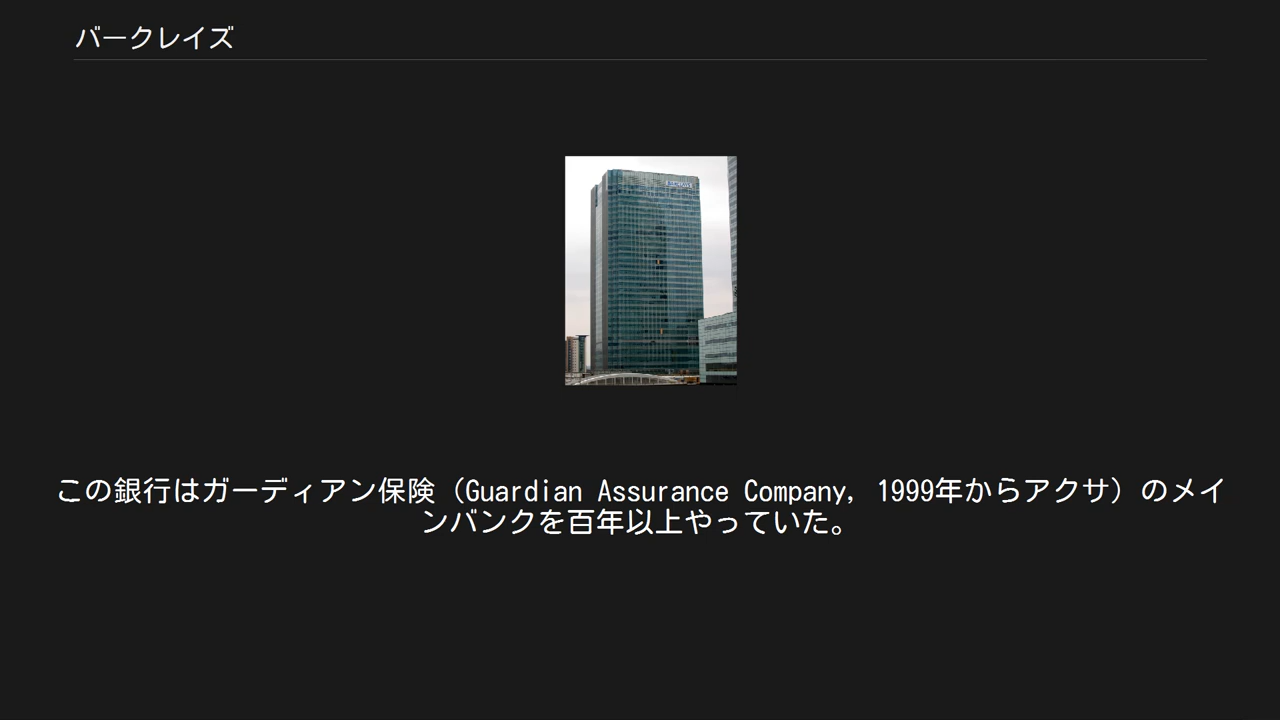 バークレイズ
BARCLAYS
この銀行はガーディアン保険（Guardian Assurance Company, 1999年からアクサ）のメイ
ンバンクを百年以上やっていた。